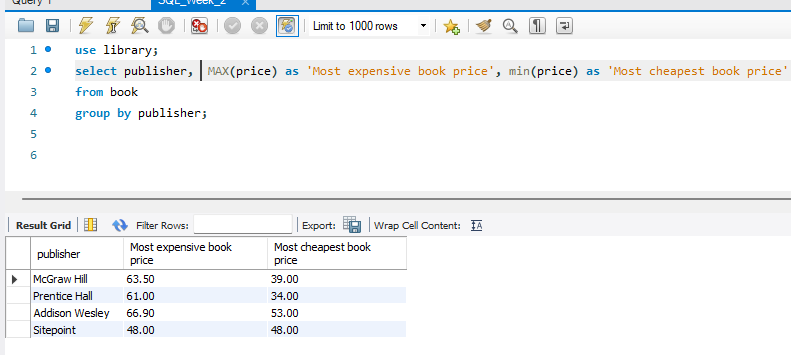 Query 1
SQL_Week_2
Limit to 1000 rows
1 use library;
2 select publisher, MAX(price) as 'Most expensive book price', min(price) as 'Most cheapest book price'
3 from book
4 group by publisher;
5
6
Result Grid Filter Rows: Export: Wrap Cell Content: IA
publisher Most expensive book price Most cheapest book price
McGraw Hill 63.50 39.00
Prentice Hall 61.00 34.00
Addison Wesley 66.90 53.00
Sitepoint 48.00 48.00